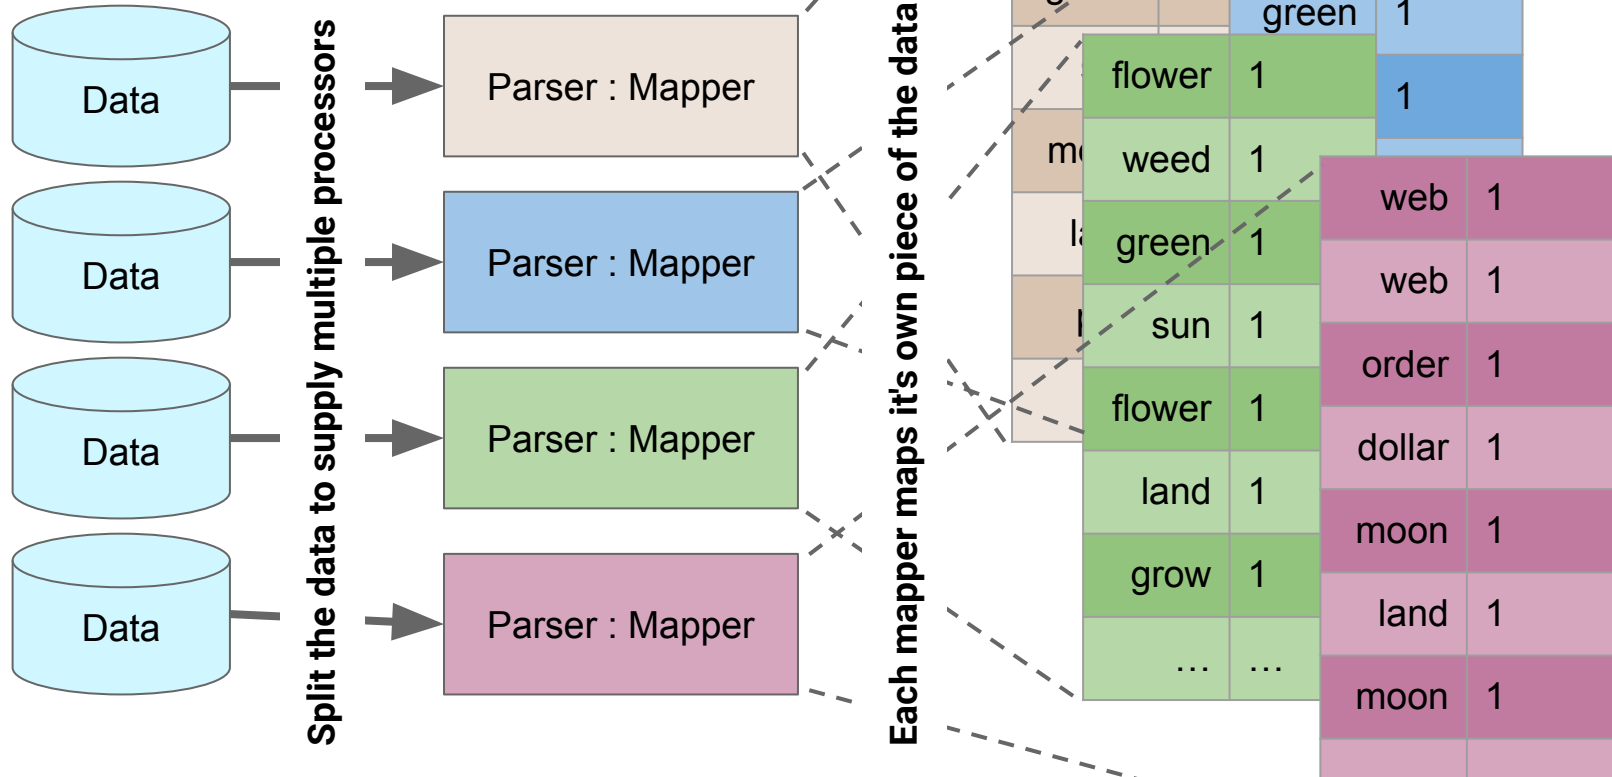 Data
Data
Data
Data
Split the data to supply multiple processors
Parser : Mapper
Parser : Mapper
Parser : Mapper
Parser : Mapper
Each mapper maps it's own piece of the data
green 1
1
flower 1
weed 1
green 1
sun 1
flower 1
land 1
grow 1
... ...
web 1
web 1
order 1
dollar 1
moon 1
land 1
moon 1